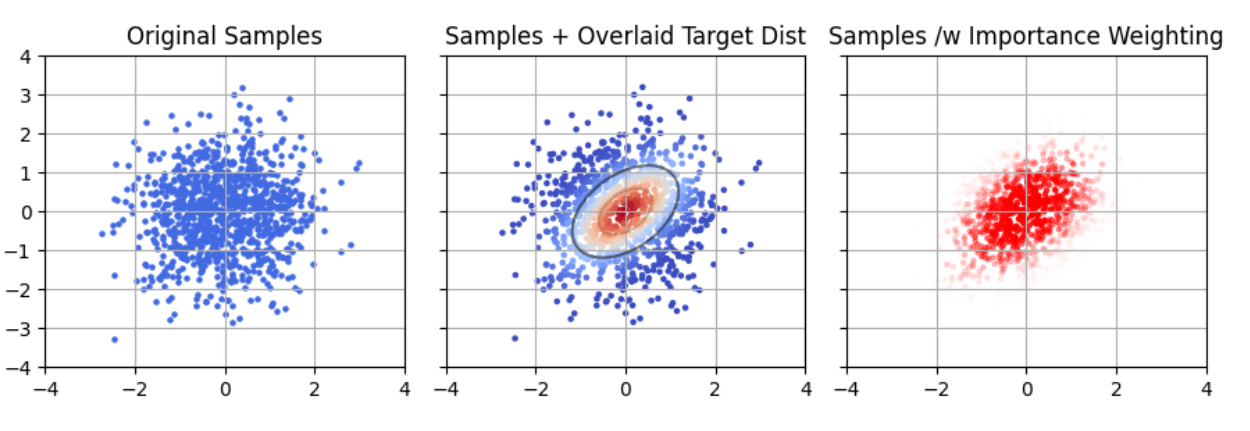 Original Samples
Samples + Overlaid Target Dist
Samples /w Importance Weighting
4
3
2
1
0
−1
−2
−3
−4
−4 −2 0 2 4
−4 −2 0 2 4
−4 −2 0 2 4